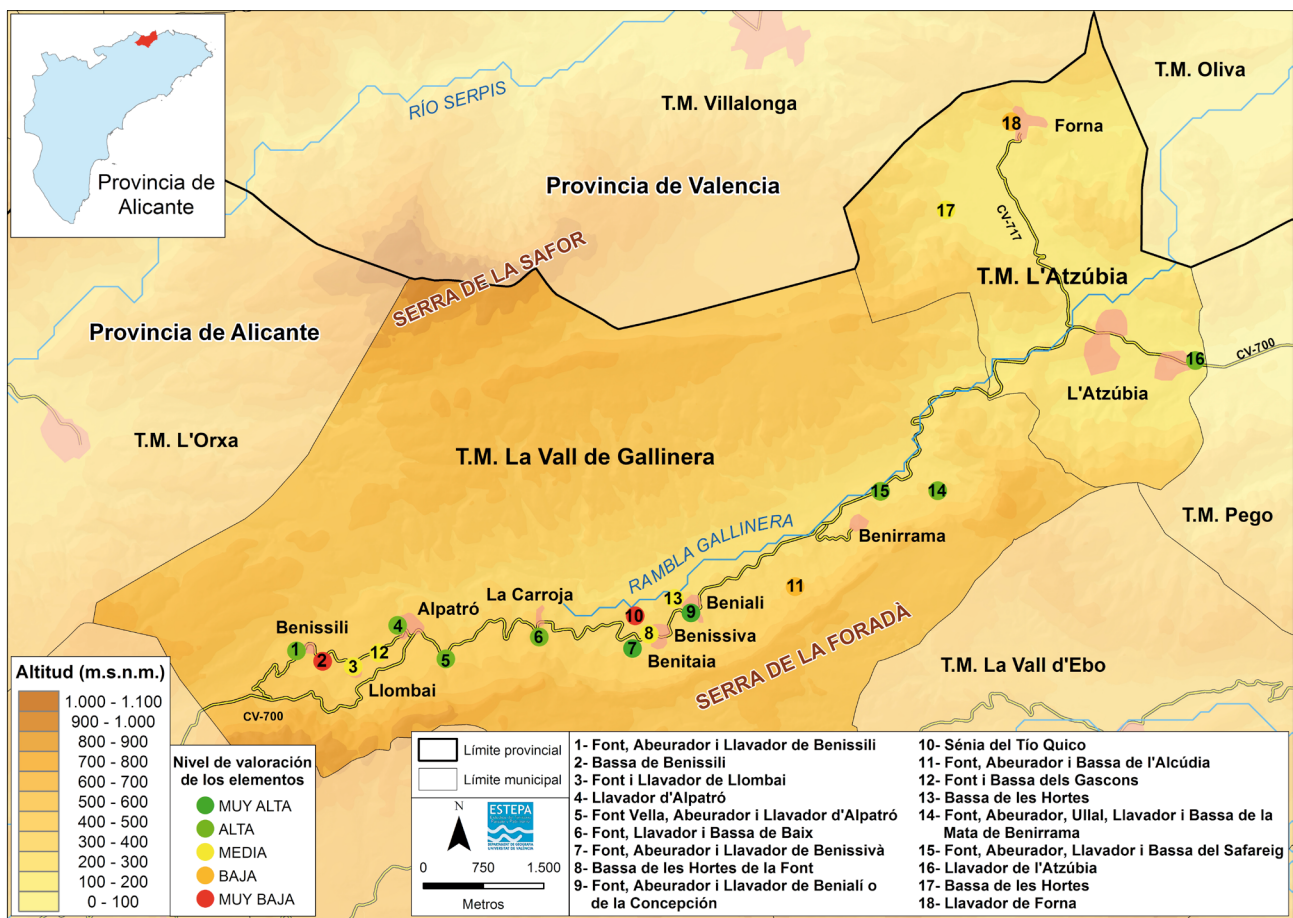 Provincia de
Alicante
RÍO SERPIS
T.M. Villalonga
T.M. Oliva
18
Forna
Provincia de Valencia
17
CV-717
SERRA DE LA SAFOR
T.M. L'Atzúbia
Provincia de Alicante
16
CV-700
L'Atzúbia
T.M. L'Orxa
T.M. La Vall de Gallinera
15
14
T.M. Pego
RAMBLA GALLINERA
Benirrama
11
La Carroja
13
Beniali
10
9
Alpatró
4
Benissili
6
8
Benissiva
1
12
7
Benitaia
2
3
5
SERRA DE LA FORADÀ
T.M. La Vall d'Ebo
Llombai
CV-700
Altitud (m.s.n.m.)
1.000 - 1.100
900 - 1.000
800 - 900
700 - 800
600 - 700
500 - 600
400 - 500
300 - 400
200 - 300
100 - 200
0 - 100
Nivel de valoración
de los elementos
MUY ALTA
ALTA
MEDIA
BAJA
MUY BAJA
Límite provincial
Límite municipal
N
ESTEPA
0 750 1.500
Metros
1- Font, Abeurador i Llavador de Benissili
2- Bassa de Benissili
3- Font i Llavador de Llombai
4- Llavador d'Alpatró
5- Font Vella, Abeurador i Llavador d'Alpatró
6- Font, Llavador i Bassa de Baix
7- Font, Abeurador i Llavador de Benissivà
8- Bassa de les Hortes de la Font
9- Font, Abeurador i Llavador de Benialí o
de la Concepción
10- Sénia del Tío Quico
11- Font, Abeurador i Bassa de l'Alcúdia
12- Font i Bassa dels Gascons
13- Bassa de les Hortes
14- Font, Abeurador, Ullal, Llavador i Bassa de la
Mata de Benirrama
15- Font, Abeurador, Llavador i Bassa del Safareig
16- Llavador de l'Atzúbia
17- Bassa de les Hortes
18- Llavador de Forna